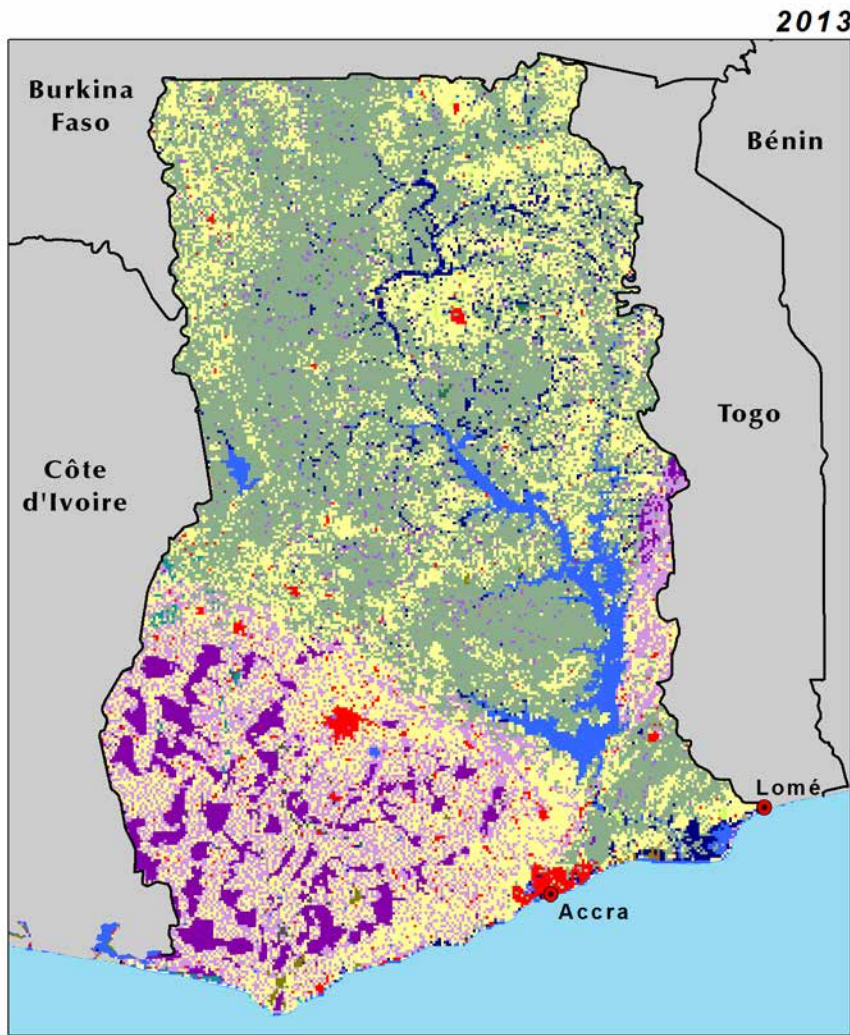 2013
Burkina
Faso
Bénin
Togo
Côte
d'Ivoire
Lomé
Accra